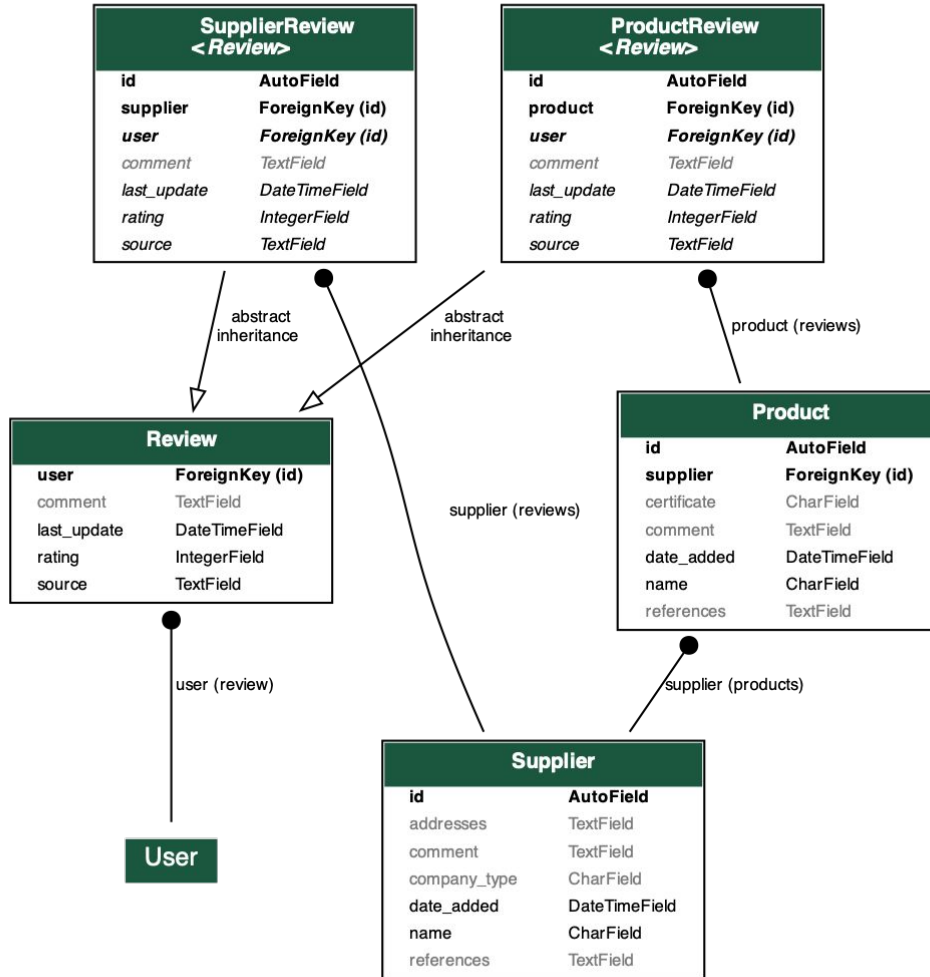 SupplierReview
<Review>
id AutoField
supplier ForeignKey (id)
user ForeignKey (id)
comment TextField
last_update DateTimeField
rating IntegerField
source TextField
ProductReview
<Review>
id AutoField
product ForeignKey (id)
user ForeignKey (id)
comment TextField
last_update DateTimeField
rating IntegerField
source TextField
abstract
inheritance
abstract
inheritance
product (reviews)
Review
user ForeignKey (id)
comment TextField
last_update DateTimeField
rating IntegerField
source TextField
supplier (reviews)
Product
id AutoField
supplier ForeignKey (id)
certificate CharField
comment TextField
date_added DateTimeField
name CharField
references TextField
user (review)
supplier (products)
User
Supplier
id AutoField
addresses TextField
comment TextField
company_type CharField
date_added DateTimeField
name CharField
references TextField